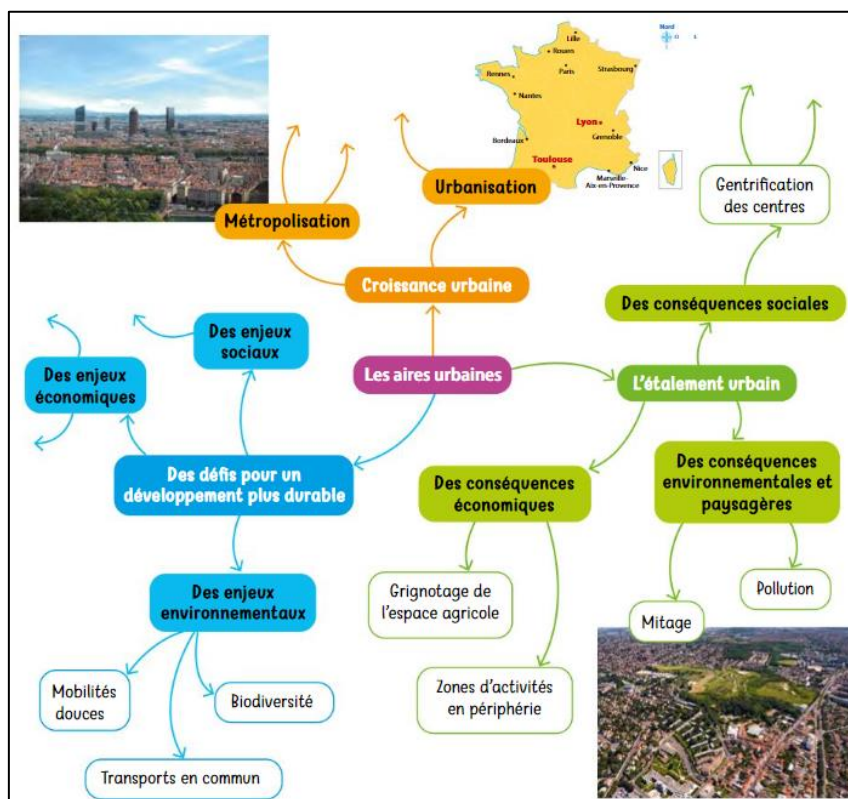 Nord
O S
Lille
Rouen
Paris
Strasbourg
Rennes
Nantes
Lyon
Bordeaux
Grenoble
Toulouse
Nice
Marseille-
Aix-en-Provence
Urbanisation
Métropolisation
Gentrification
des centres
Croissance urbaine
Des conséquences sociales
Des enjeux
sociaux
Des enjeux
économiques
Les aires urbaines
L'étalement urbain
Des défis pour un
développement plus durable
Des conséquences
économiques
Des conséquences
environnementales et
paysagères
Des enjeux
environnementaux
Grignotage de
l'espace agricole
Pollution
Mitage
Mobilités
douces
Biodiversité
Zones d'activités
en périphérie
Transports en commun